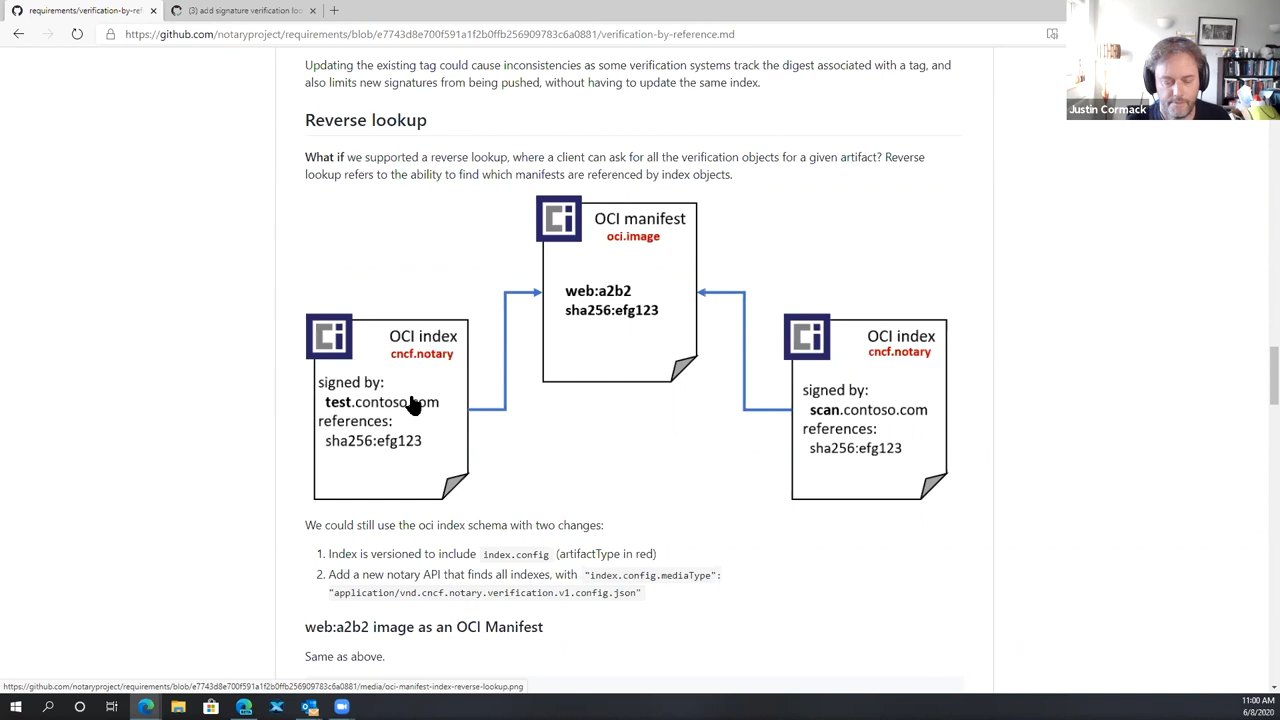 requirements/verification-by-ref
(3) add signature verification loo
https://github.com/notaryproject/requirements/blob/e7743d8e700f591a1f2b0ffb256909783c6a0881/verification-by-reference.md
Justin Cormack
Updating the existing tag could cause inconsistencies as some verification systems track the digest associated with a tag, and
also limits new signatures from being pushed, without having to update the same index.
Reverse lookup
What if we supported a reverse lookup, where a client can ask for all the verification objects for a given artifact? Reverse
lookup refers to the ability to find which manifests are referenced by index objects.
OCI manifest
oci.image
web:a2b2
sha256:efg123
OCI index
cncf.notary
signed by:
test.contoso.com
references:
sha256:efg123
OCI index
cncf.notary
signed by:
scan.contoso.com
references:
sha256:efg123
We could still use the oci index schema with two changes:
1. Index is versioned to include index.config (artifactType in red)
2. Add a new notary API that finds all indexes, with "index.config.mediaType":
"application/vnd.cncf.notary.verification.v1.config.json"
web:a2b2 image as an OCI Manifest
Same as above.
https://github.com/notaryproject/requirements/blob/e7743d8e700f591a1f2b0ffb256909783c6a0881/media/oci-manifest-index-reverse-lookup.png
11:00 AM
6/8/2020